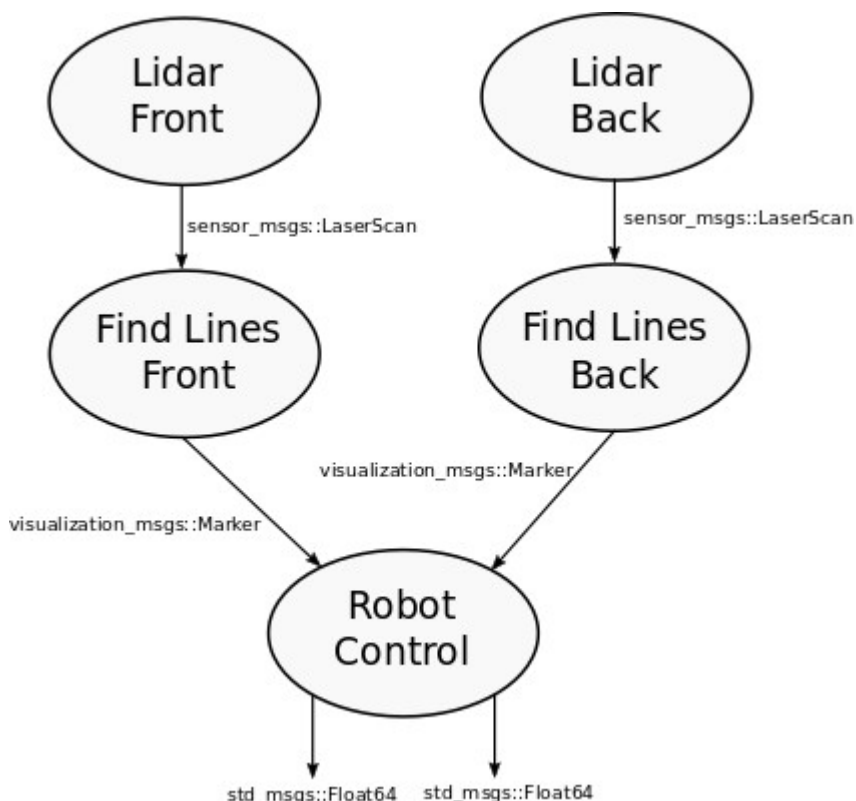 Lidar
Front
Lidar
Back
sensor_msgs::LaserScan
sensor_msgs::LaserScan
Find Lines
Front
Find Lines
Back
visualization_msgs::Marker
visualization_msgs::Marker
Robot
Control
std_msgs::Float64
std_msgs::Float64